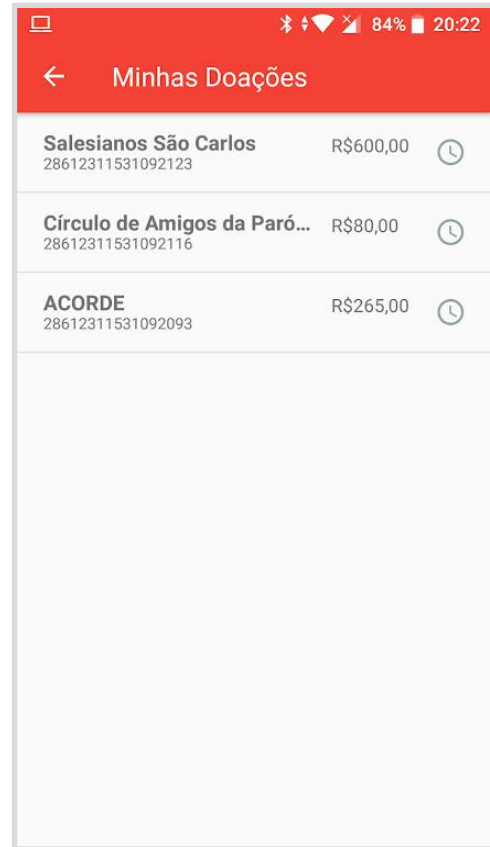 84% 20:22
Minhas Doações
Salesianos São Carlos R$600,00
28612311531092123
Círculo de Amigos da Paró... R$80,00
28612311531092116
ACORDE R$265,00
28612311531092093